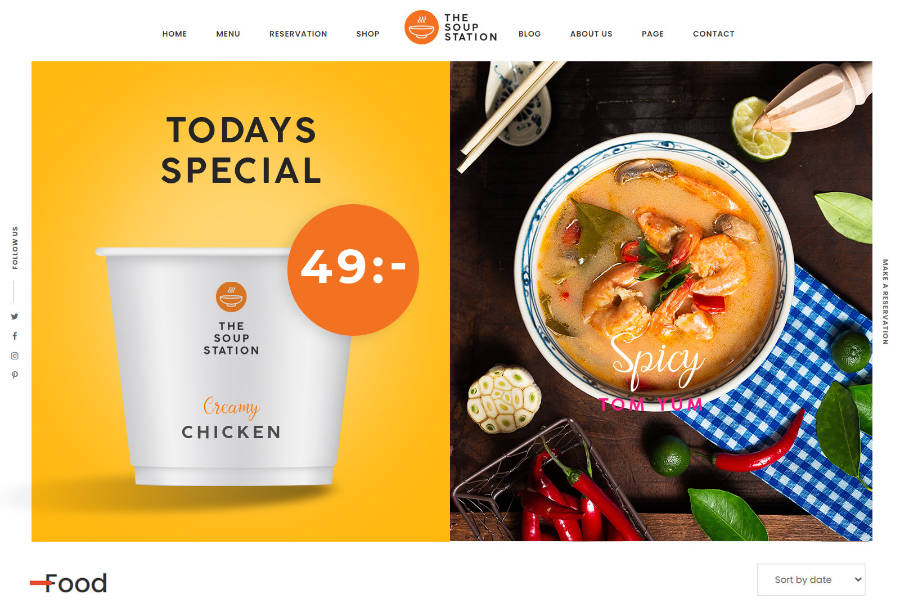 HOME
MENU
RESERVATION
SHOP
THE
SOUP
STATION
BLOG
ABOUT US
PAGE
CONTACT
TODAYS
SPECIAL
49:-
THE
SOUP
STATION
Creamy
CHICKEN
Spicy
TOM YUM
FOLLOW US
MAKE A RESERVATION
Food
Sort by date